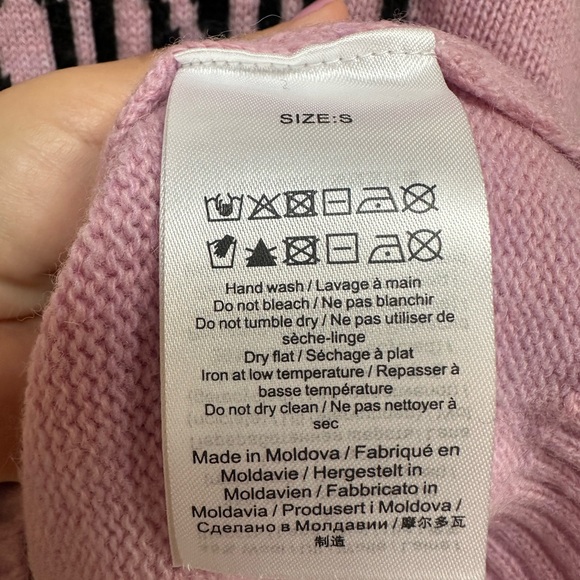 SIZE:S
Hand wash / Lavage à main
Do not bleach / Ne pas blanchir
Do not tumble dry / Ne pas utiliser de
sèche-linge
Dry flat / Séchage à plat
Iron at low temperature / Repasser à
basse température
Do not dry clean / Ne pas nettoyer à
sec
Made in Moldova / Fabriqué en
Moldavie / Hergestelt in
Moldavien / Fabbricato in
Moldavia / Produsert i Moldova /
Сделано в Молдавии / 摩尔多瓦
制造